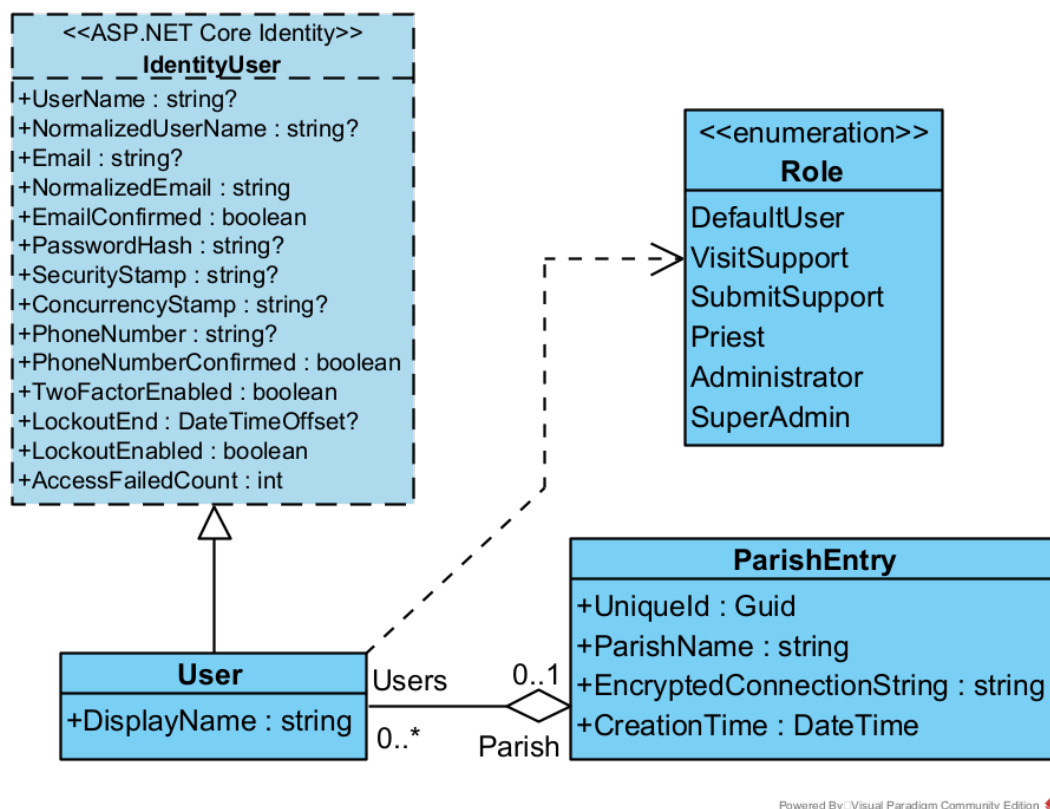 <<ASP.NET Core Identity>>
IdentityUser
+UserName : string?
+NormalizedUserName : string?
+Email : string?
+NormalizedEmail : string
+EmailConfirmed : boolean
+PasswordHash : string?
+SecurityStamp : string?
+ConcurrencyStamp : string?
+PhoneNumber : string?
+PhoneNumberConfirmed : boolean
+TwoFactorEnabled : boolean
+LockoutEnd : DateTimeOffset?
+LockoutEnabled : boolean
+AccessFailedCount : int
<<enumeration>>
Role
DefaultUser
VisitSupport
SubmitSupport
Priest
Administrator
SuperAdmin
User
+DisplayName : string
Users
0..*
0..1
Parish
ParishEntry
+UniqueId : Guid
+ParishName : string
+EncryptedConnectionString : string
+CreationTime : DateTime
Powered By Visual Paradigm Community Edition